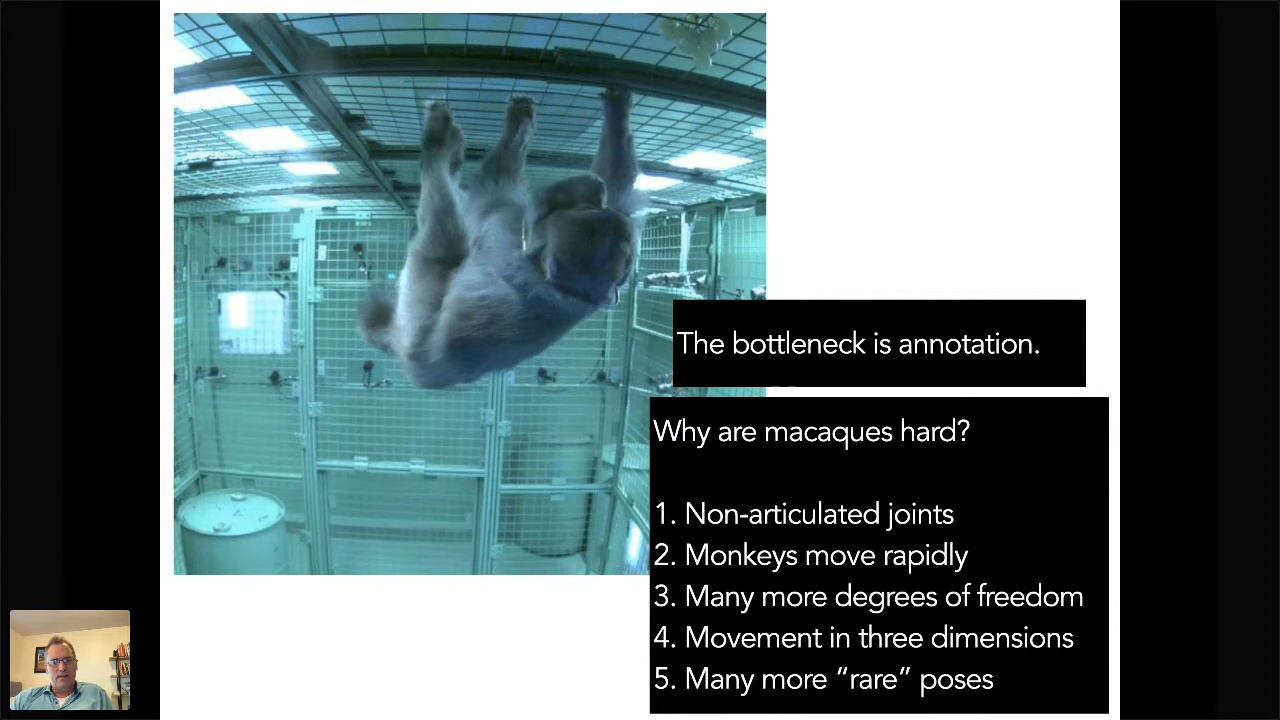 The bottleneck is annotation.
Why are macaques hard?
1. Non-articulated joints
2. Monkeys move rapidly
3. Many more degrees of freedom
4. Movement in three dimensions
5. Many more “rare” poses